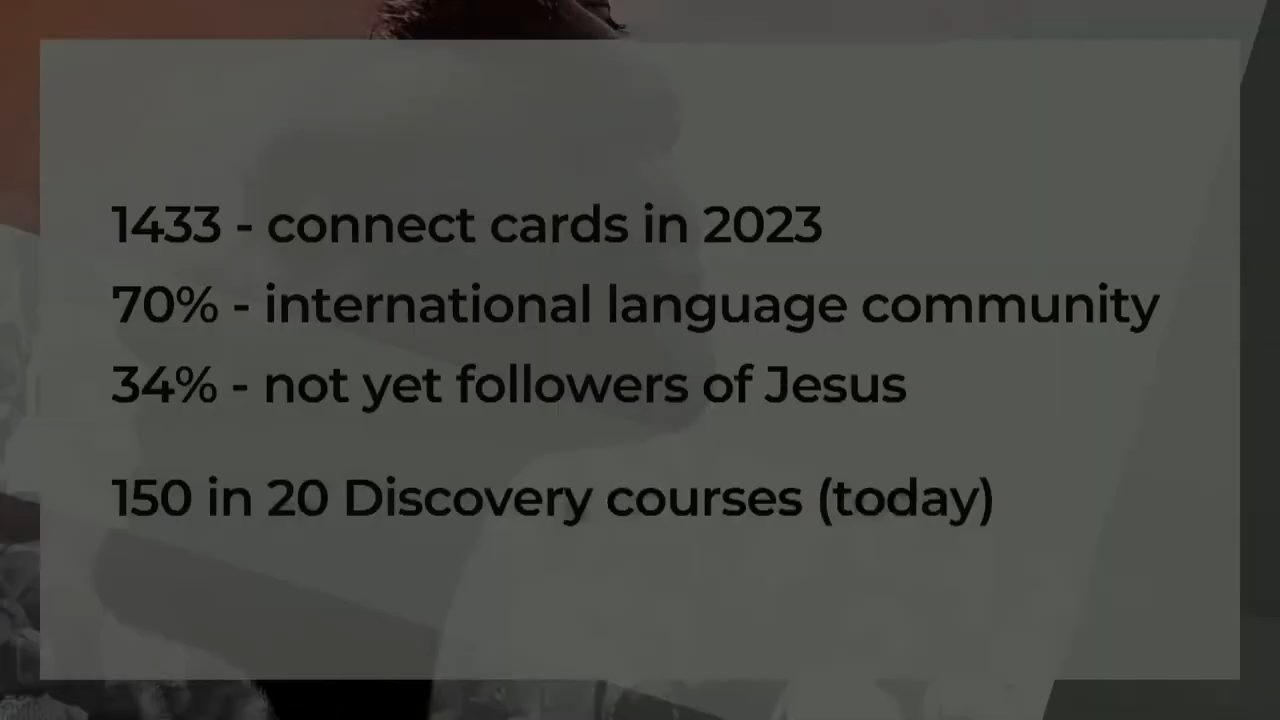 1433 - connect cards in 2023
70% - international language community
34% - not yet followers of Jesus
150 in 20 Discovery courses (today)